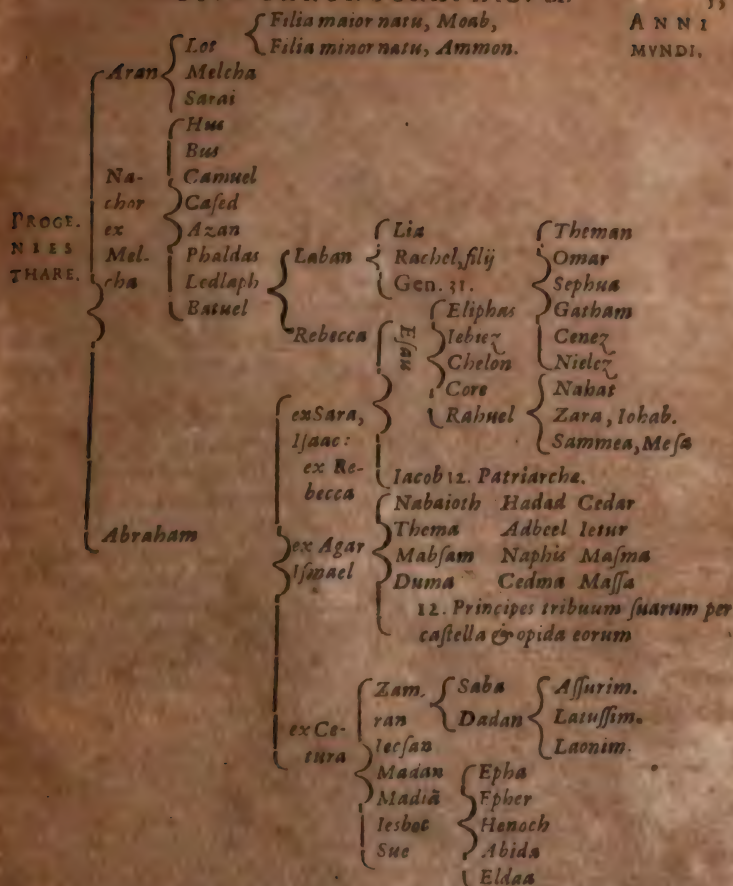 ANNI
MVNDI.
Filia maior natu, Moab,
Filia minor natu, Ammon.
Lot
Aran Melcha
Sarai
Hus
Bus
Na- Camuel
chor Cased
ex Azan
Mel- Phaldas
cha Ledlaph
Batuel
PROGE.
NIES
THARE.
Laban
Lia
Rachel, filij
Gen. 31.
Rebecca
Esau
Eliphas
Iebiez
Chelon
Core
Rahuel
Theman
Omar
Sephua
Gatham
Cenez
Nielez
Nahat
Zara, Iohab.
Sammea, Mesa
ex Sara,
Isaac:
ex Re-
becca
Iacob 12. Patriarcha.
Abraham
ex Agar
Ismael
Nabaioth Hadad Cedar
Thema Adbeel Ietur
Mabsam Naphis Masma
Duma Cedma Massa
12. Principes tribuum suarum per
castella & opida eorum
ex Ce-
tura
Zam.
ran
Iecsan
Madan
Madiã
Iesboc
Sue
Saba
Dadan
Assurim.
Latussim.
Laonim.
Epha
Epher
Henoch
Abida
Eldaa